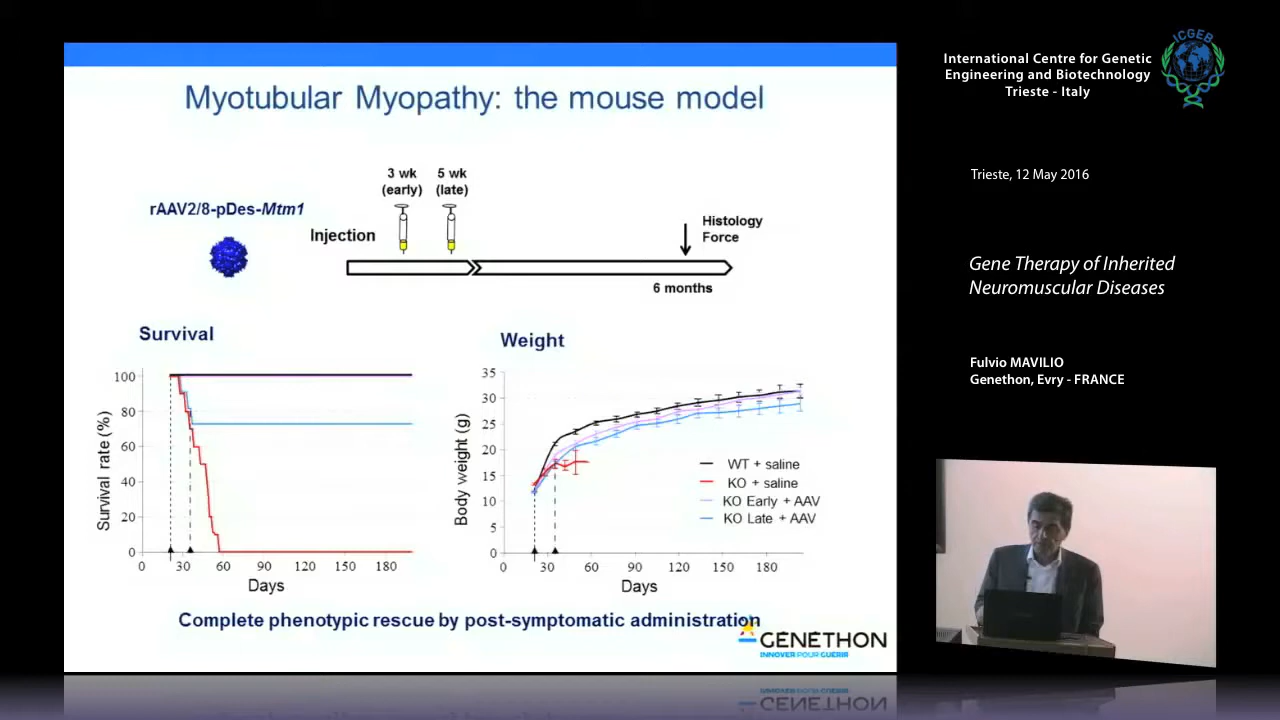 Myotubular Myopathy: the mouse model
3 wk
(early)
5 wk
(late)
rAAV2/8-pDes-Mtm1
Injection
Histology
Force
6 months
Survival
Survival rate (%)
100
80
60
40
20
0
0 30 60 90 120 150 180
Days
Weight
Body weight (g)
35
30
25
20
15
10
5
0
0 30 60 90 120 150 180
Days
WT + saline
KO + saline
KO Early + AAV
KO Late + AAV
Complete phenotypic rescue by post-symptomatic administration
GENETHON
INNOVER POUR GUÉRIR
International Centre for Genetic
Engineering and Biotechnology
Trieste - Italy
ICGEB
Trieste, 12 May 2016
Gene Therapy of Inherited
Neuromuscular Diseases
Fulvio MAVILIO
Genethon, Evry - FRANCE